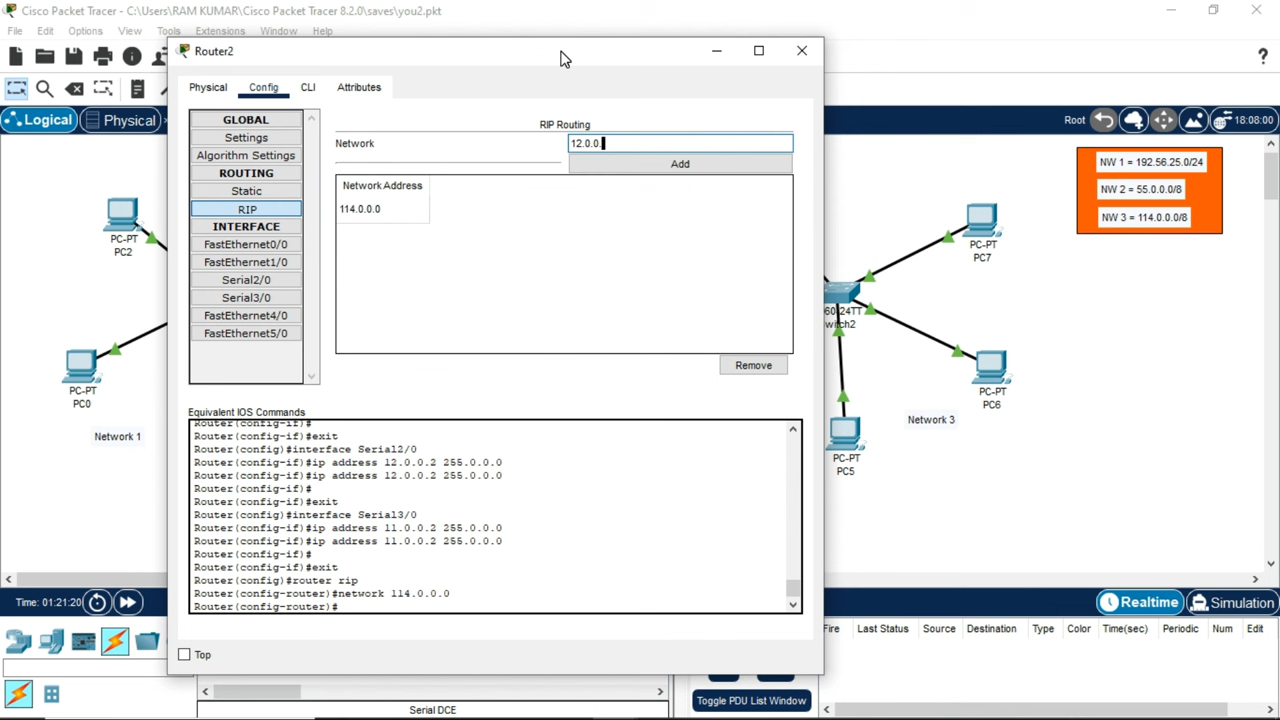 Cisco Packet Tracer - C:\Users\RAM KUMAR\Cisco Packet Tracer 8.2.0\saves\you2.pkt
File Edit Options View Tools Extensions Window Help
Router2
Physical Config CLI Attributes
GLOBAL
Settings
Algorithm Settings
ROUTING
Static
RIP
INTERFACE
FastEthernet0/0
FastEthernet1/0
Serial2/0
Serial3/0
FastEthernet4/0
FastEthernet5/0
RIP Routing
Network 12.0.0.
Add
Network Address
114.0.0.0
Remove
Equivalent IOS Commands
Router(config-if)#
Router(config-if)#exit
Router(config)#interface Serial2/0
Router(config-if)#ip address 12.0.0.2 255.0.0.0
Router(config-if)#ip address 12.0.0.2 255.0.0.0
Router(config-if)#
Router(config-if)#exit
Router(config)#interface Serial3/0
Router(config-if)#ip address 11.0.0.2 255.0.0.0
Router(config-if)#ip address 11.0.0.2 255.0.0.0
Router(config-if)#
Router(config-if)#exit
Router(config)#router rip
Router(config-router)#network 114.0.0.0
Router(config-router)#
Top
Logical Physical
Root 18:08:00
NW 1 = 192.56.25.0/24
NW 2 = 55.0.0.0/8
NW 3 = 114.0.0.0/8
PC-PT
PC2
PC-PT
PC0
Network 1
PC-PT
PC7
60-24TT
witch2
PC-PT
PC6
Network 3
PC-PT
PC5
Time: 01:21:20
Realtime Simulation
Fire Last Status Source Destination Type Color Time(sec) Periodic Num Edit
Toggle PDU List Window
Serial DCE